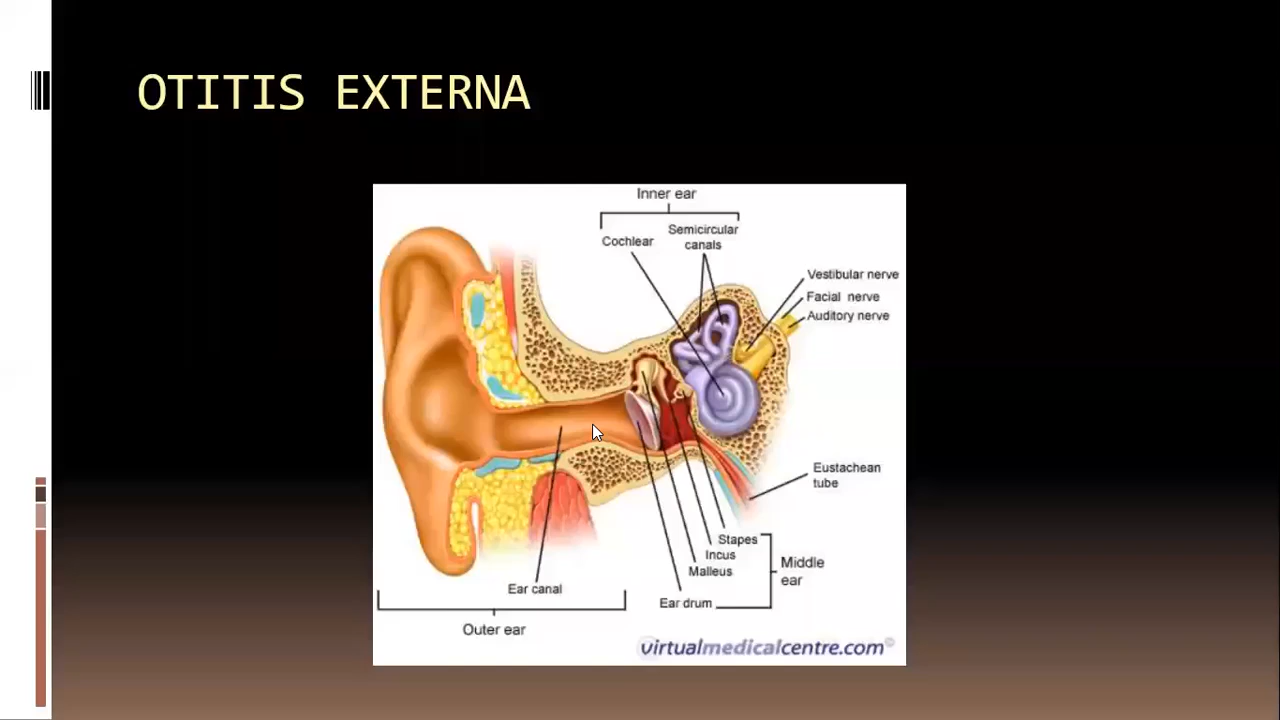 OTITIS EXTERNA
Inner ear
Cochlear
Semicircular
canals
Vestibular nerve
Facial nerve
Auditory nerve
Eustachean
tube
Stapes
Incus
Malleus
Ear drum
Middle
ear
Ear canal
Outer ear
virtualmedicalcentre.com